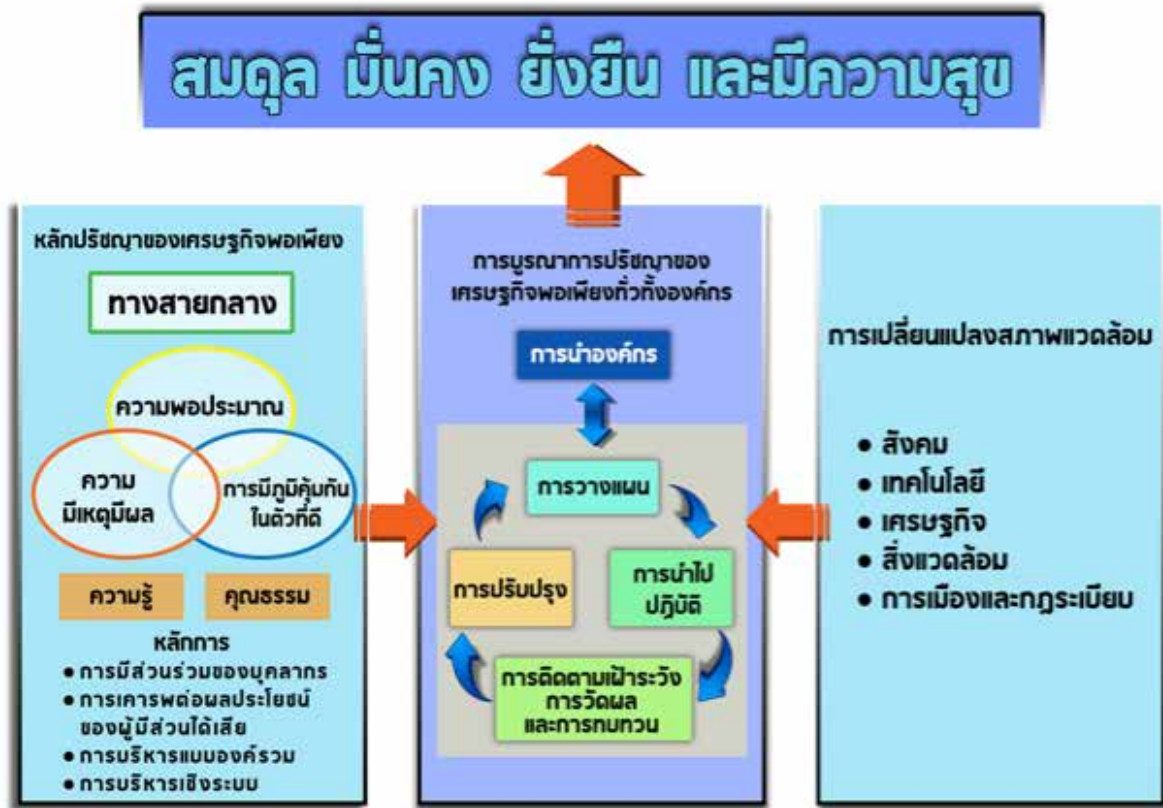 สมดุล มั่นคง ยั่งยืน และมีความสุข
หลักปรัชญาของเศรษฐกิจพอเพียง
ทางสายกลาง
ความพอประมาณ
ความ
มีเหตุมีผล
การมีภูมิคุ้มกัน
ในตัวที่ดี
ความรู้
คุณธรรม
หลักการ
● การมีส่วนร่วมของบุคลากร
● การเคารพต่อผลประโยชน์
ของผู้มีส่วนได้เสีย
● การบริหารแบบองค์รวม
● การบริหารเชิงระบบ
การบูรณาการปรัชญาของ
เศรษฐกิจพอเพียงทั่วทั้งองค์กร
การนำองค์กร
การวางแผน
การนำไป
ปฏิบัติ
การติดตามเฝ้าระวัง
การวัดผล
และการทบทวน
การปรับปรุง
การเปลี่ยนแปลงสภาพแวดล้อม
● สังคม
● เทคโนโลยี
● เศรษฐกิจ
● สิ่งแวดล้อม
● การเมืองและกฎระเบียบ